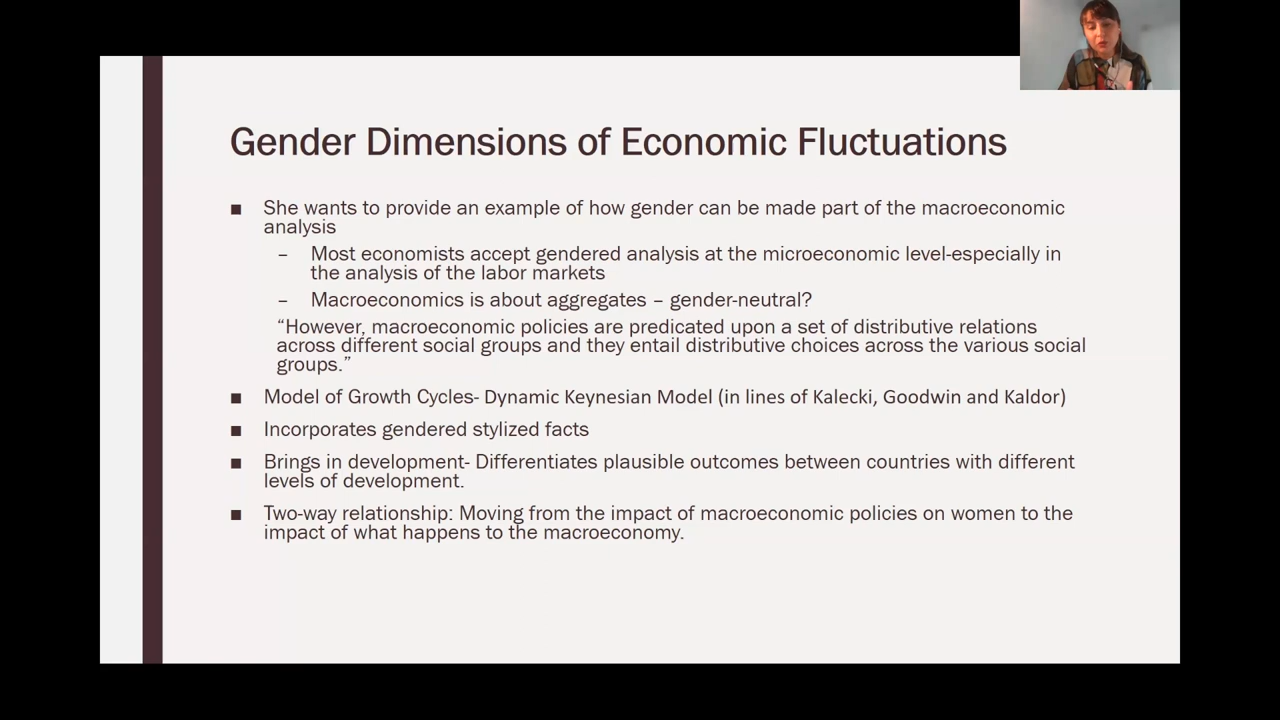 Gender Dimensions of Economic Fluctuations
■ She wants to provide an example of how gender can be made part of the macroeconomic
analysis
– Most economists accept gendered analysis at the microeconomic level-especially in
the analysis of the labor markets
– Macroeconomics is about aggregates – gender-neutral?
“However, macroeconomic policies are predicated upon a set of distributive relations
across different social groups and they entail distributive choices across the various social
groups.”
■ Model of Growth Cycles- Dynamic Keynesian Model (in lines of Kalecki, Goodwin and Kaldor)
■ Incorporates gendered stylized facts
■ Brings in development- Differentiates plausible outcomes between countries with different
levels of development.
■ Two-way relationship: Moving from the impact of macroeconomic policies on women to the
impact of what happens to the macroeconomy.